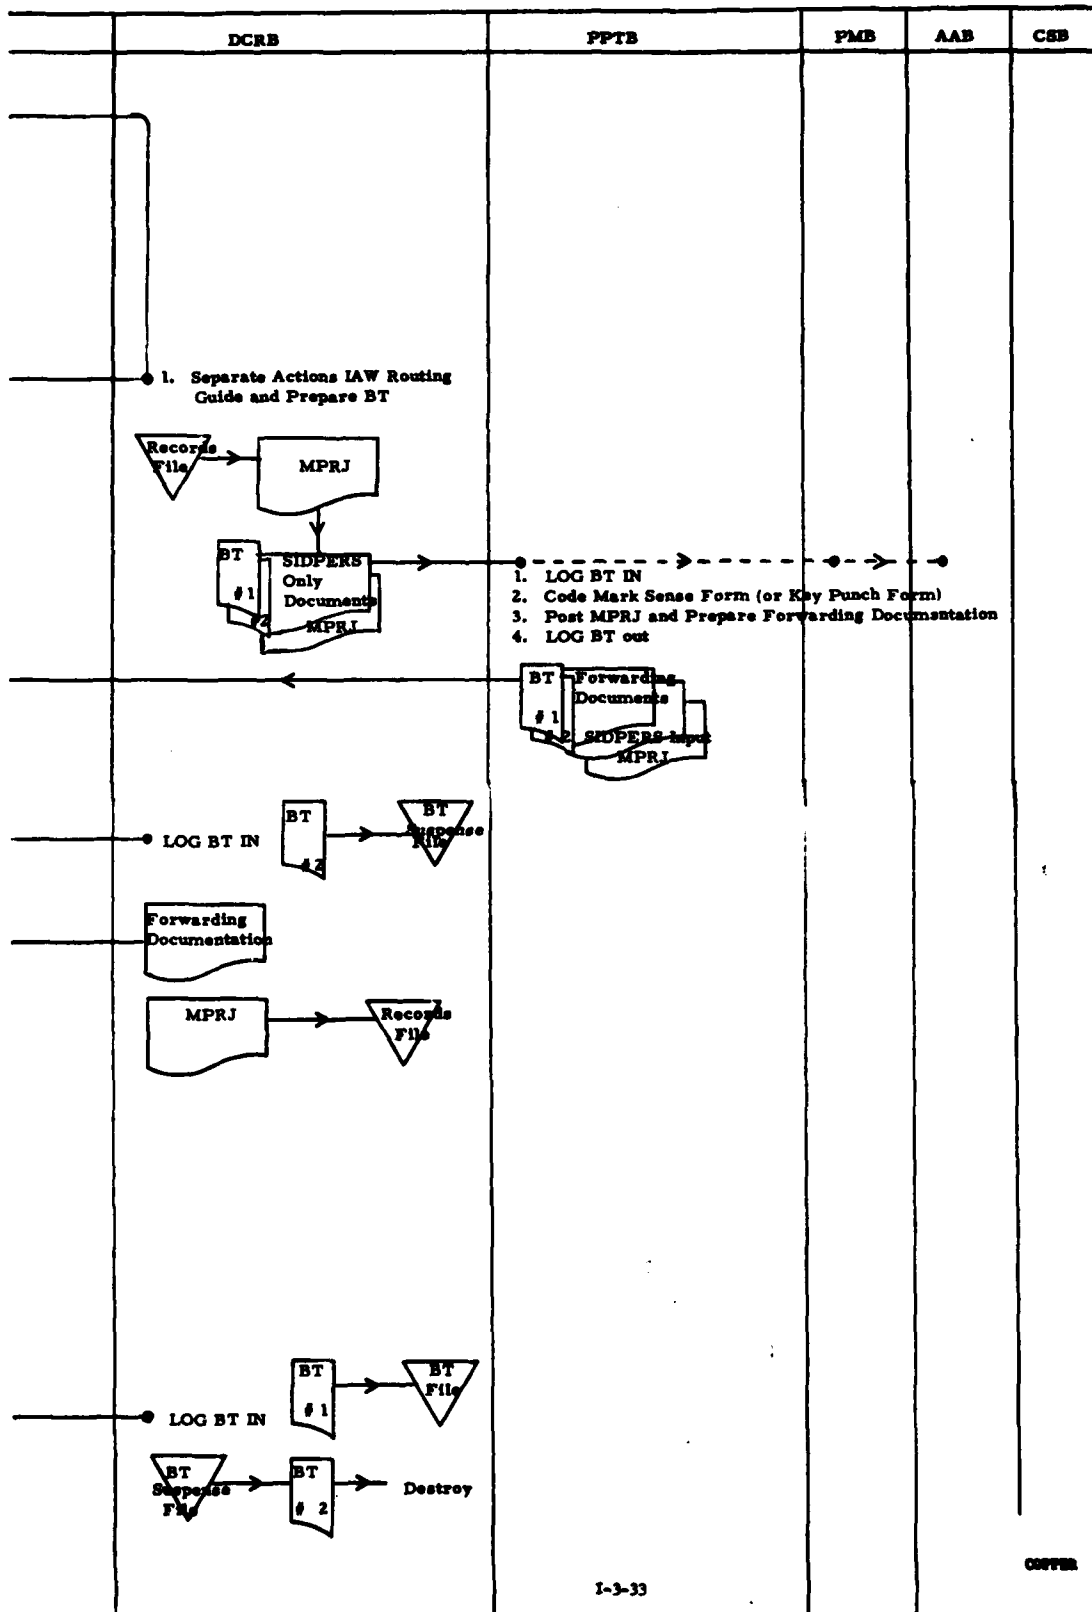 DCRB PPTB PMB AAB CSB
1. Separate Actions IAW Routing
Guide and Prepare BT
Records
File
MPRJ
BT
#1
#2
SIDPERS
Only
Documents
MPRJ
1. LOG BT IN
2. Code Mark Sense Form (or Key Punch Form)
3. Post MPRJ and Prepare Forwarding Documentation
4. LOG BT out
BT
#1
#2
Forwarding
Documents
SIDPERS Input
MPRJ
LOG BT IN
BT
#2
BT
Suspense
File
Forwarding
Documentation
MPRJ
Records
File
LOG BT IN
BT
#1
BT
File
BT
Suspense
File
BT
# 2
Destroy
COPPER
I-3-33